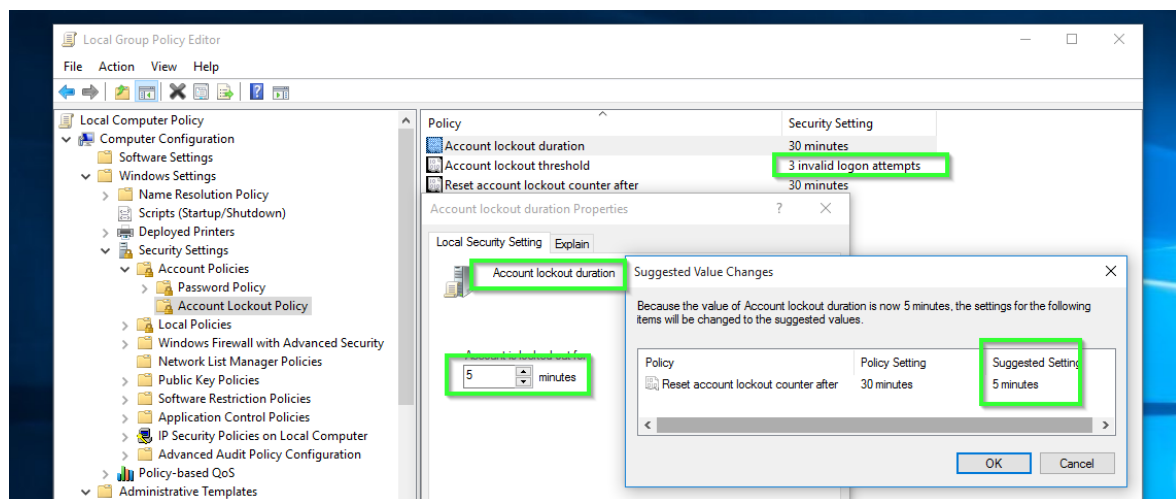 Local Group Policy Editor
File Action View Help
Local Computer Policy
Computer Configuration
Software Settings
Windows Settings
Name Resolution Policy
Scripts (Startup/Shutdown)
Deployed Printers
Security Settings
Account Policies
Password Policy
Account Lockout Policy
Local Policies
Windows Firewall with Advanced Security
Network List Manager Policies
Public Key Policies
Software Restriction Policies
Application Control Policies
IP Security Policies on Local Computer
Advanced Audit Policy Configuration
Policy-based QoS
Administrative Templates
Policy Security Setting
Account lockout duration 30 minutes
Account lockout threshold 3 invalid logon attempts
Reset account lockout counter after 30 minutes
Account lockout duration Properties
Local Security Setting Explain
Account lockout duration
Account is locked out for
5 minutes
Suggested Value Changes
Because the value of Account lockout duration is now 5 minutes, the settings for the following
items will be changed to the suggested values.
Policy Policy Setting Suggested Setting
Reset account lockout counter after 30 minutes 5 minutes
OK Cancel